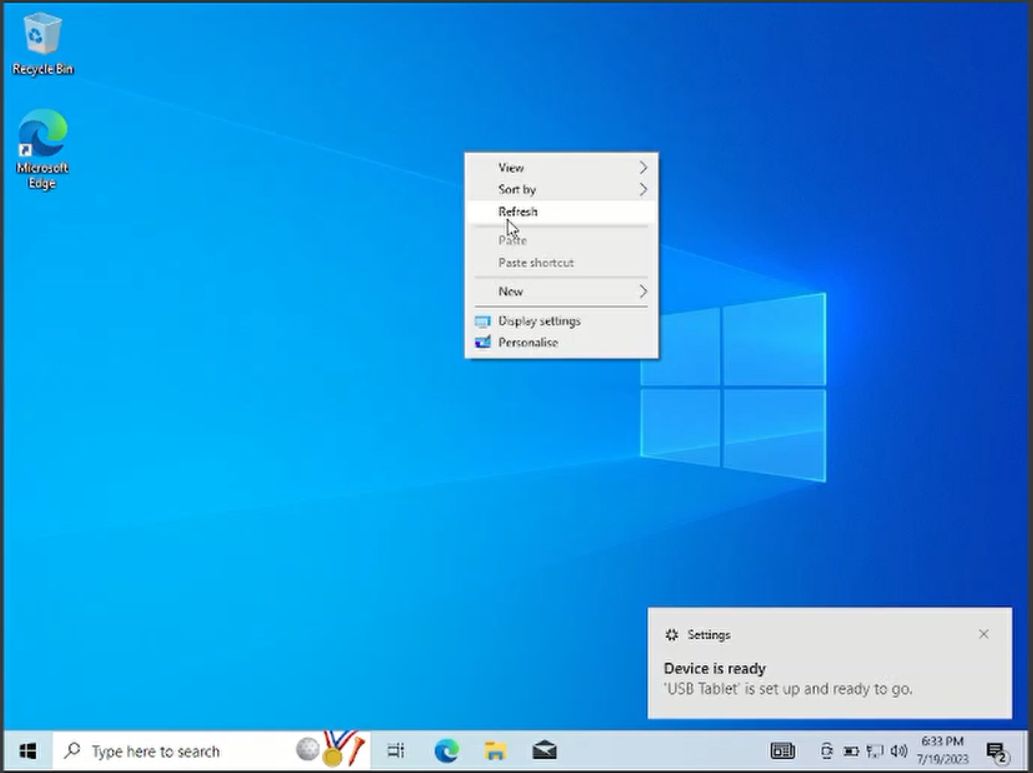 Recycle Bin
Microsoft
Edge
View
Sort by
Refresh
Paste
Paste shortcut
New
Display settings
Personalise
Settings
Device is ready
'USB Tablet' is set up and ready to go.
Type here to search
6:33 PM
7/19/2023
2